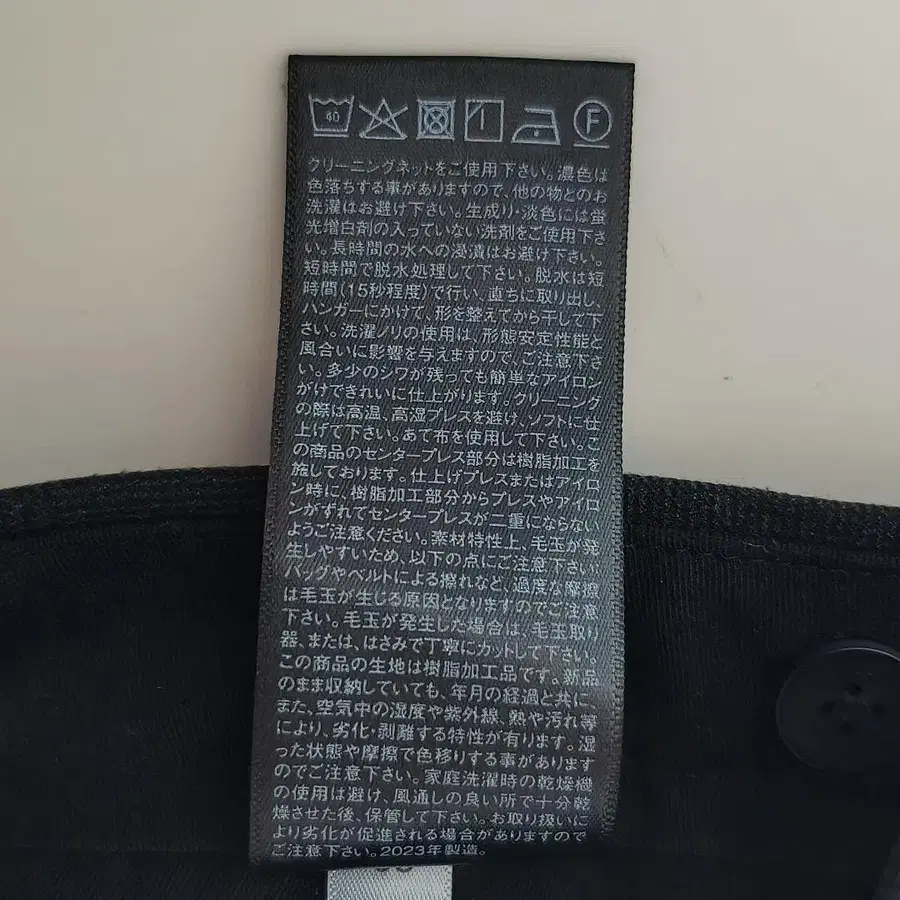 40 F
クリーニングネットをご使用下さい。濃色は
色落ちする事がありますので、他の物とのお
洗濯はお避け下さい。生成り・淡色には蛍
光増白剤の入っていない洗剤をご使用下さ
い。長時間の水への浸漬はお避け下さい。
短時間で脱水処理して下さい。脱水は短
時間(15秒程度)で行い、直ちに取り出し、
ハンガーにかけて、形を整えてから干して下
さい。洗濯ノリの使用は、形態安定性能と
風合いに影響を与えますので、ご注意下さ
い。多少のシワが残っても簡単なアイロン
がけできれいに仕上がります。クリーニング
の際は高温、高湿プレスを避け、ソフトに仕
上げて下さい。あて布を使用して下さい。こ
の商品のセンタープレス部分は樹脂加工を
施しております。仕上げプレスまたはアイロ
ン時に、樹脂加工部分からプレスやアイロ
ンがずれてセンタープレスが二重にならない
ようご注意ください。素材特性上、毛玉が発
生しやすいため、以下の点にご注意下さい
バッグやベルトによる擦れなど、過度な摩擦
は毛玉が生じる原因となりますのでご注意
下さい。毛玉が発生した場合は、毛玉取り
器、または、はさみで丁寧にカットして下さい。
この商品の生地は樹脂加工品です。新品
のまま収納していても、年月の経過と共に
また、空気中の湿度や紫外線、熱や汚れ等
により、劣化・剥離する特性が有ります。湿
った状態や摩擦で色移りする事があります
のでご注意下さい。家庭洗濯時の乾燥機
の使用は避け、風通しの良い所で十分乾
燥させた後、保管して下さい。お取り扱いに
より劣化が促進される場合がありますので
ご注意下さい。2023年製造。